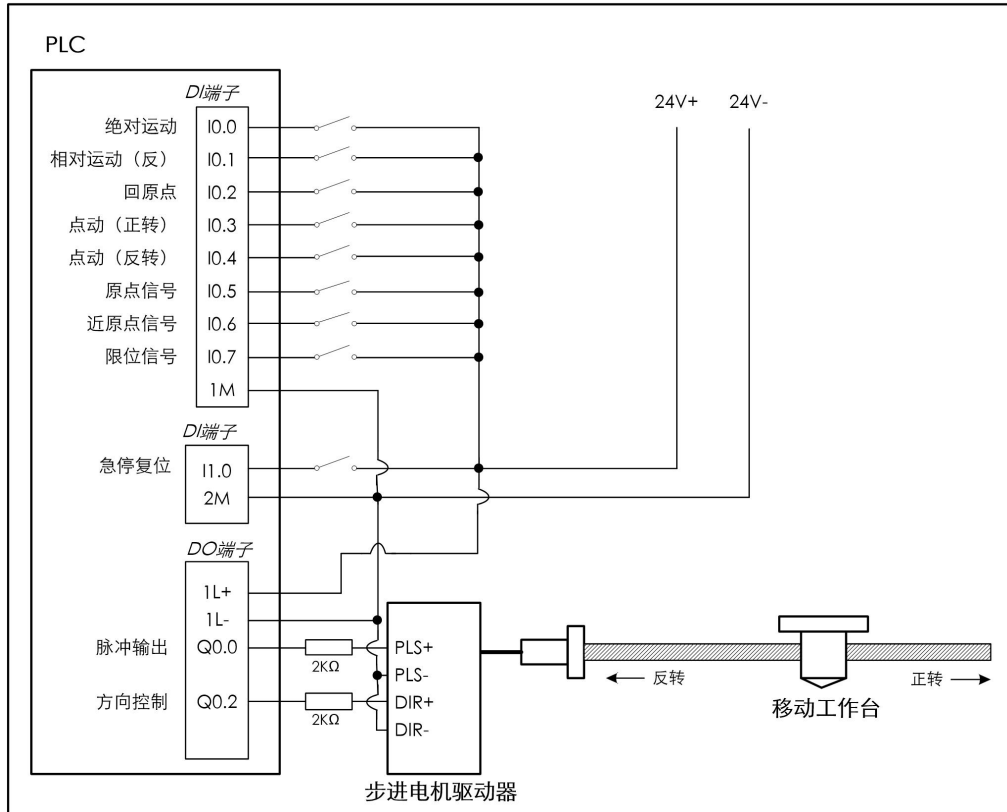 PLC
DI端子
24V+ 24V-
绝对运动 I0.0
相对运动（反） I0.1
回原点 I0.2
点动（正转） I0.3
点动（反转） I0.4
原点信号 I0.5
近原点信号 I0.6
限位信号 I0.7
1M
DI端子
急停复位 I1.0
2M
DO端子
1L+
1L-
脉冲输出 Q0.0 2KΩ PLS+
PLS-
方向控制 Q0.2 2KΩ DIR+
DIR-
反转 正转
移动工作台
步进电机驱动器